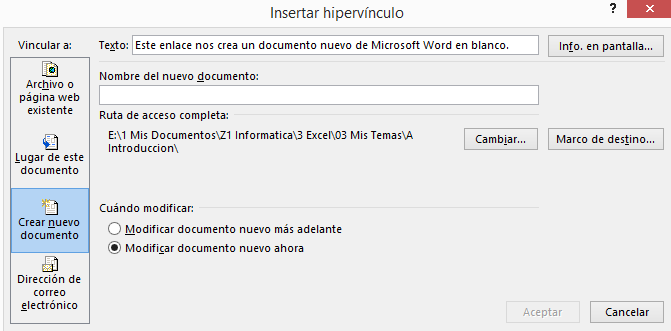 Insertar hipervínculo
?
Vincular a:
Texto:
Este enlace nos crea un documento nuevo de Microsoft Word en blanco.
Info. en pantalla...
Archivo o
página web
existente
Lugar de este
documento
Crear nuevo
documento
Dirección de
correo
electrónico
Nombre del nuevo documento:
Ruta de acceso completa:
E:\1 Mis Documentos\Z1 Informatica\3 Excel\03 Mis Temas\A
Introduccion\
Cambiar...
Marco de destino...
Cuándo modificar:
Modificar documento nuevo más adelante
Modificar documento nuevo ahora
Aceptar
Cancelar